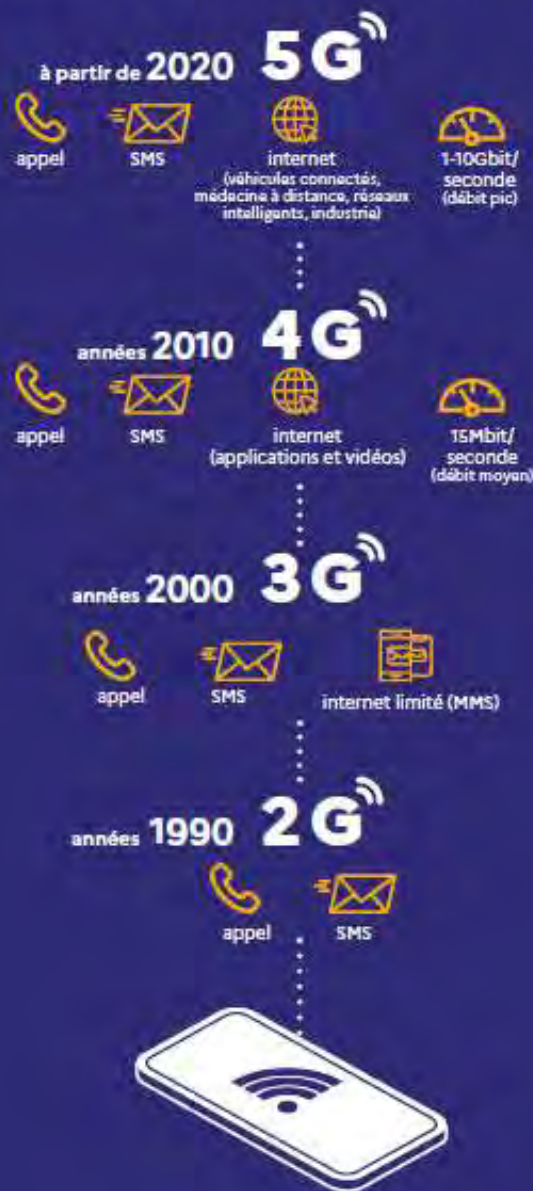 à partir de 2020 5G
appel
SMS
internet
(véhicules connectés,
médecine à distance, réseaux
intelligents, industrie)
1-10Gbit/
seconde
(débit pic)
années 2010 4G
appel
SMS
internet
(applications et vidéos)
15Mbit/
seconde
(débit moyen)
années 2000 3G
appel
SMS
internet limité (MMS)
années 1990 2G
appel
SMS